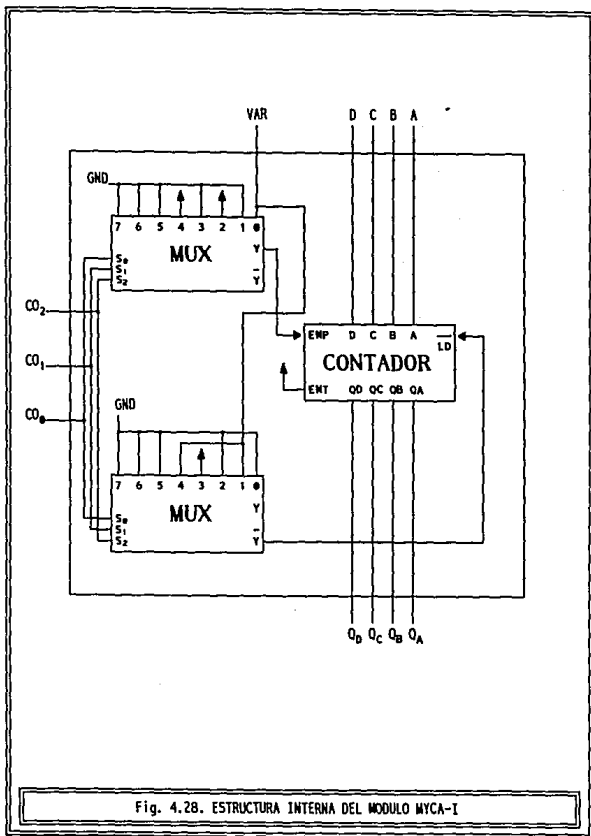 VAR D C B A
GND
7 6 5 4 3 2 1 0
MUX
Y
Y
S0
S1
S2
CO2
CO1
CO0
ENP D C B A LD
CONTADOR
ENT QD QC QB QA
GND
7 6 5 4 3 2 1 0
MUX
Y
Y
S0
S1
S2
QD QC QB QA
Fig. 4.28. ESTRUCTURA INTERNA DEL MODULO MYCA-I